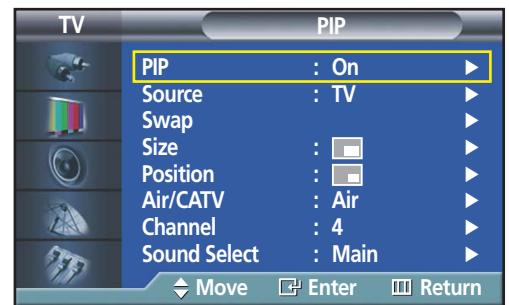 TV PIP
PIP : On
Source : TV
Swap
Size :
Position :
Air/CATV : Air
Channel : 4
Sound Select : Main
Move Enter Return